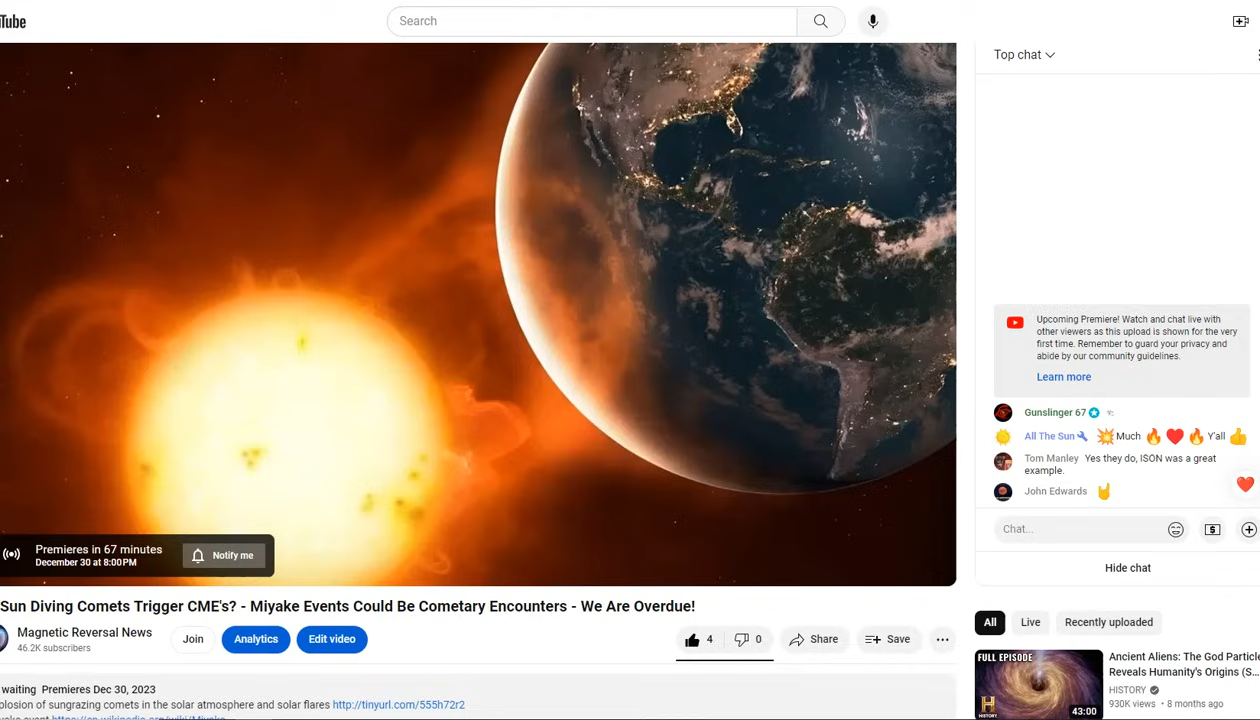 Tube
Search
Top chat
Upcoming Premiere! Watch and chat live with
other viewers as this upload is shown for the very
first time. Remember to guard your privacy and
abide by our community guidelines.
Learn more
Gunslinger 67
All The Sun 💥 Much 🔥 ❤️ 🔥 Y'all 👍
Tom Manley Yes they do, ISON was a great
example.
John Edwards 🤘
Chat...
Hide chat
Premieres in 67 minutes
December 30 at 8:00 PM
Notify me
Sun Diving Comets Trigger CME's? - Miyake Events Could Be Cometary Encounters - We Are Overdue!
Magnetic Reversal News
46.2K subscribers
Join
Analytics
Edit video
4
0
Share
Save
waiting Premieres Dec 30, 2023
plosion of sungrazing comets in the solar atmosphere and solar flares http://tinyurl.com/555h72r2
All
Live
Recently uploaded
FULL EPISODE
H
HISTORY
43:00
Ancient Aliens: The God Particle
Reveals Humanity's Origins (S...
HISTORY
930K views • 8 months ago